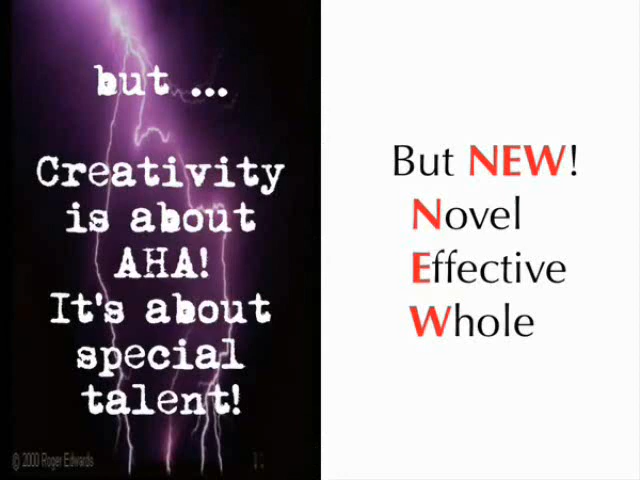 but ...
Creativity
is about
AHA!
It's about
special
talent!
© 2000 Roger Edwards
But NEW!
Novel
Effective
Whole